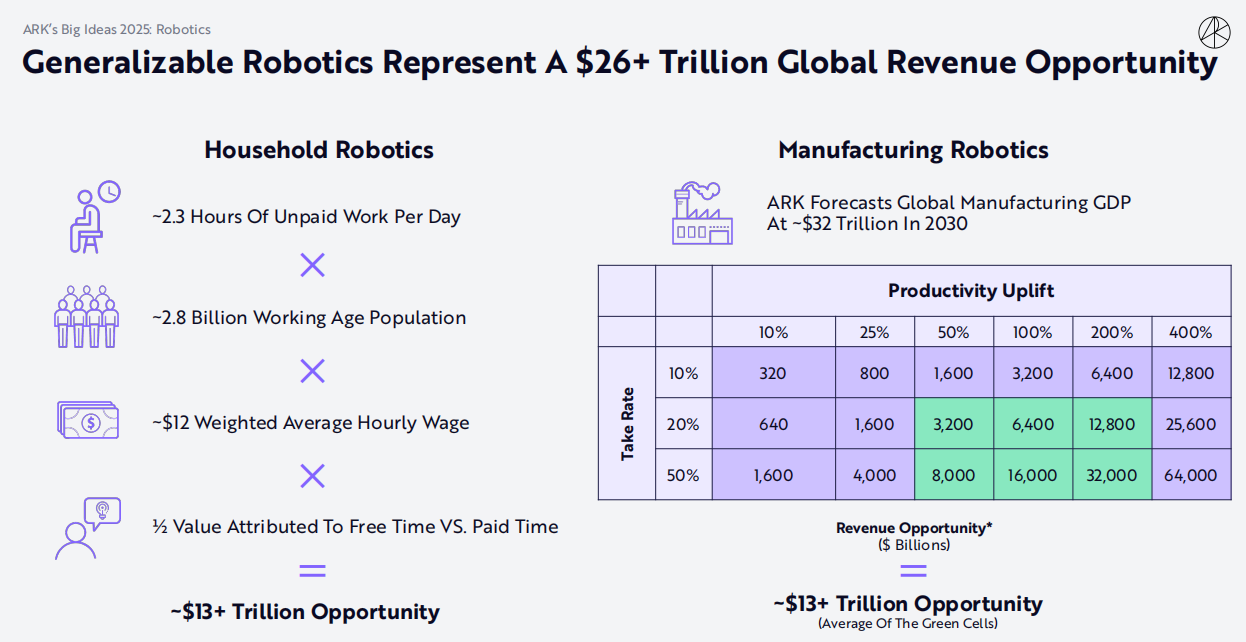 ARK's Big Ideas 2025: Robotics
Generalizable Robotics Represent A $26+ Trillion Global Revenue Opportunity
Household Robotics
~2.3 Hours Of Unpaid Work Per Day
×
~2.8 Billion Working Age Population
×
$
~$12 Weighted Average Hourly Wage
×
½ Value Attributed To Free Time VS. Paid Time
=
~$13+ Trillion Opportunity
Manufacturing Robotics
ARK Forecasts Global Manufacturing GDP
At ~$32 Trillion In 2030
Productivity Uplift
10% 25% 50% 100% 200% 400%
Take Rate
10% 320 800 1,600 3,200 6,400 12,800
20% 640 1,600 3,200 6,400 12,800 25,600
50% 1,600 4,000 8,000 16,000 32,000 64,000
Revenue Opportunity*
($ Billions)
=
~$13+ Trillion Opportunity
(Average Of The Green Cells)